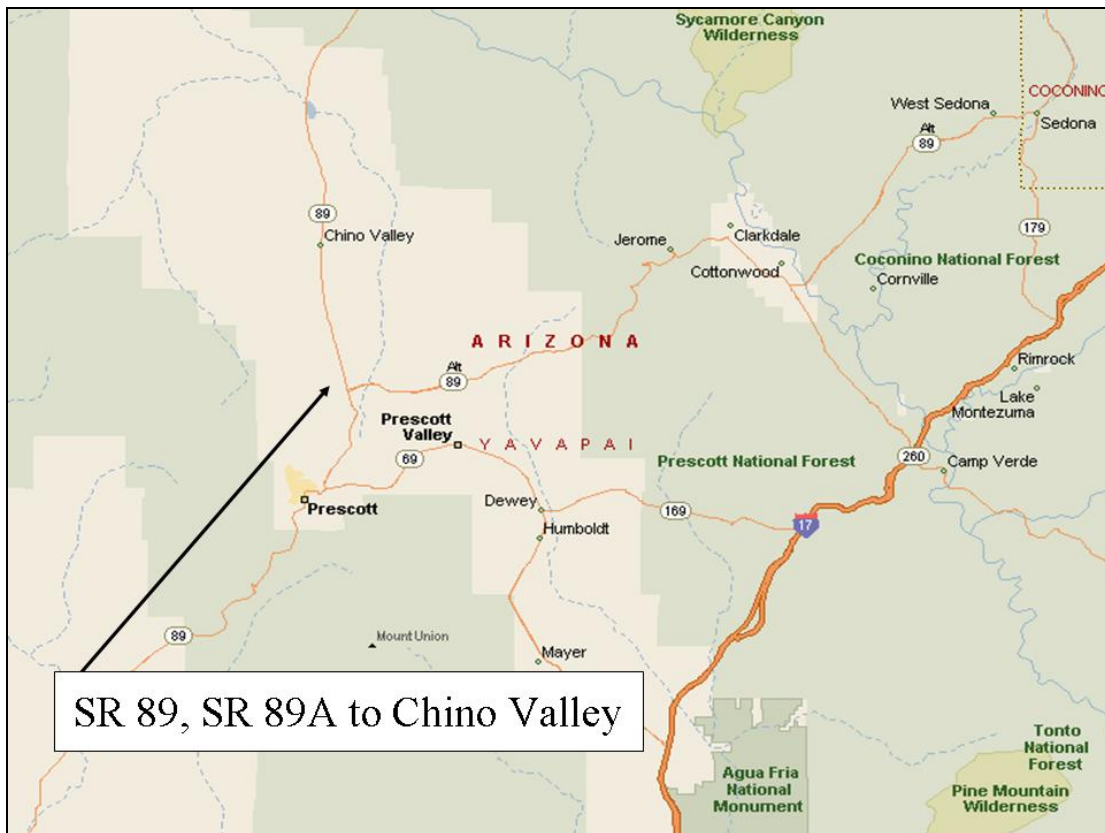 Sycamore Canyon
Wilderness
COCONINO
West Sedona
Sedona
Alt
89
89
Chino Valley
179
Jerome
Clarkdale
Cottonwood
Coconino National Forest
Cornville
ARIZONA
Alt
89
Rimrock
Lake
Montezuma
Prescott
Valley
YAVAPAI
69
Prescott National Forest
260
Camp Verde
Prescott
Dewey
169
Humboldt
17
89
Mount Union
Mayer
SR 89, SR 89A to Chino Valley
Agua Fria
National
Monument
Tonto
National
Forest
Pine Mountain
Wilderness